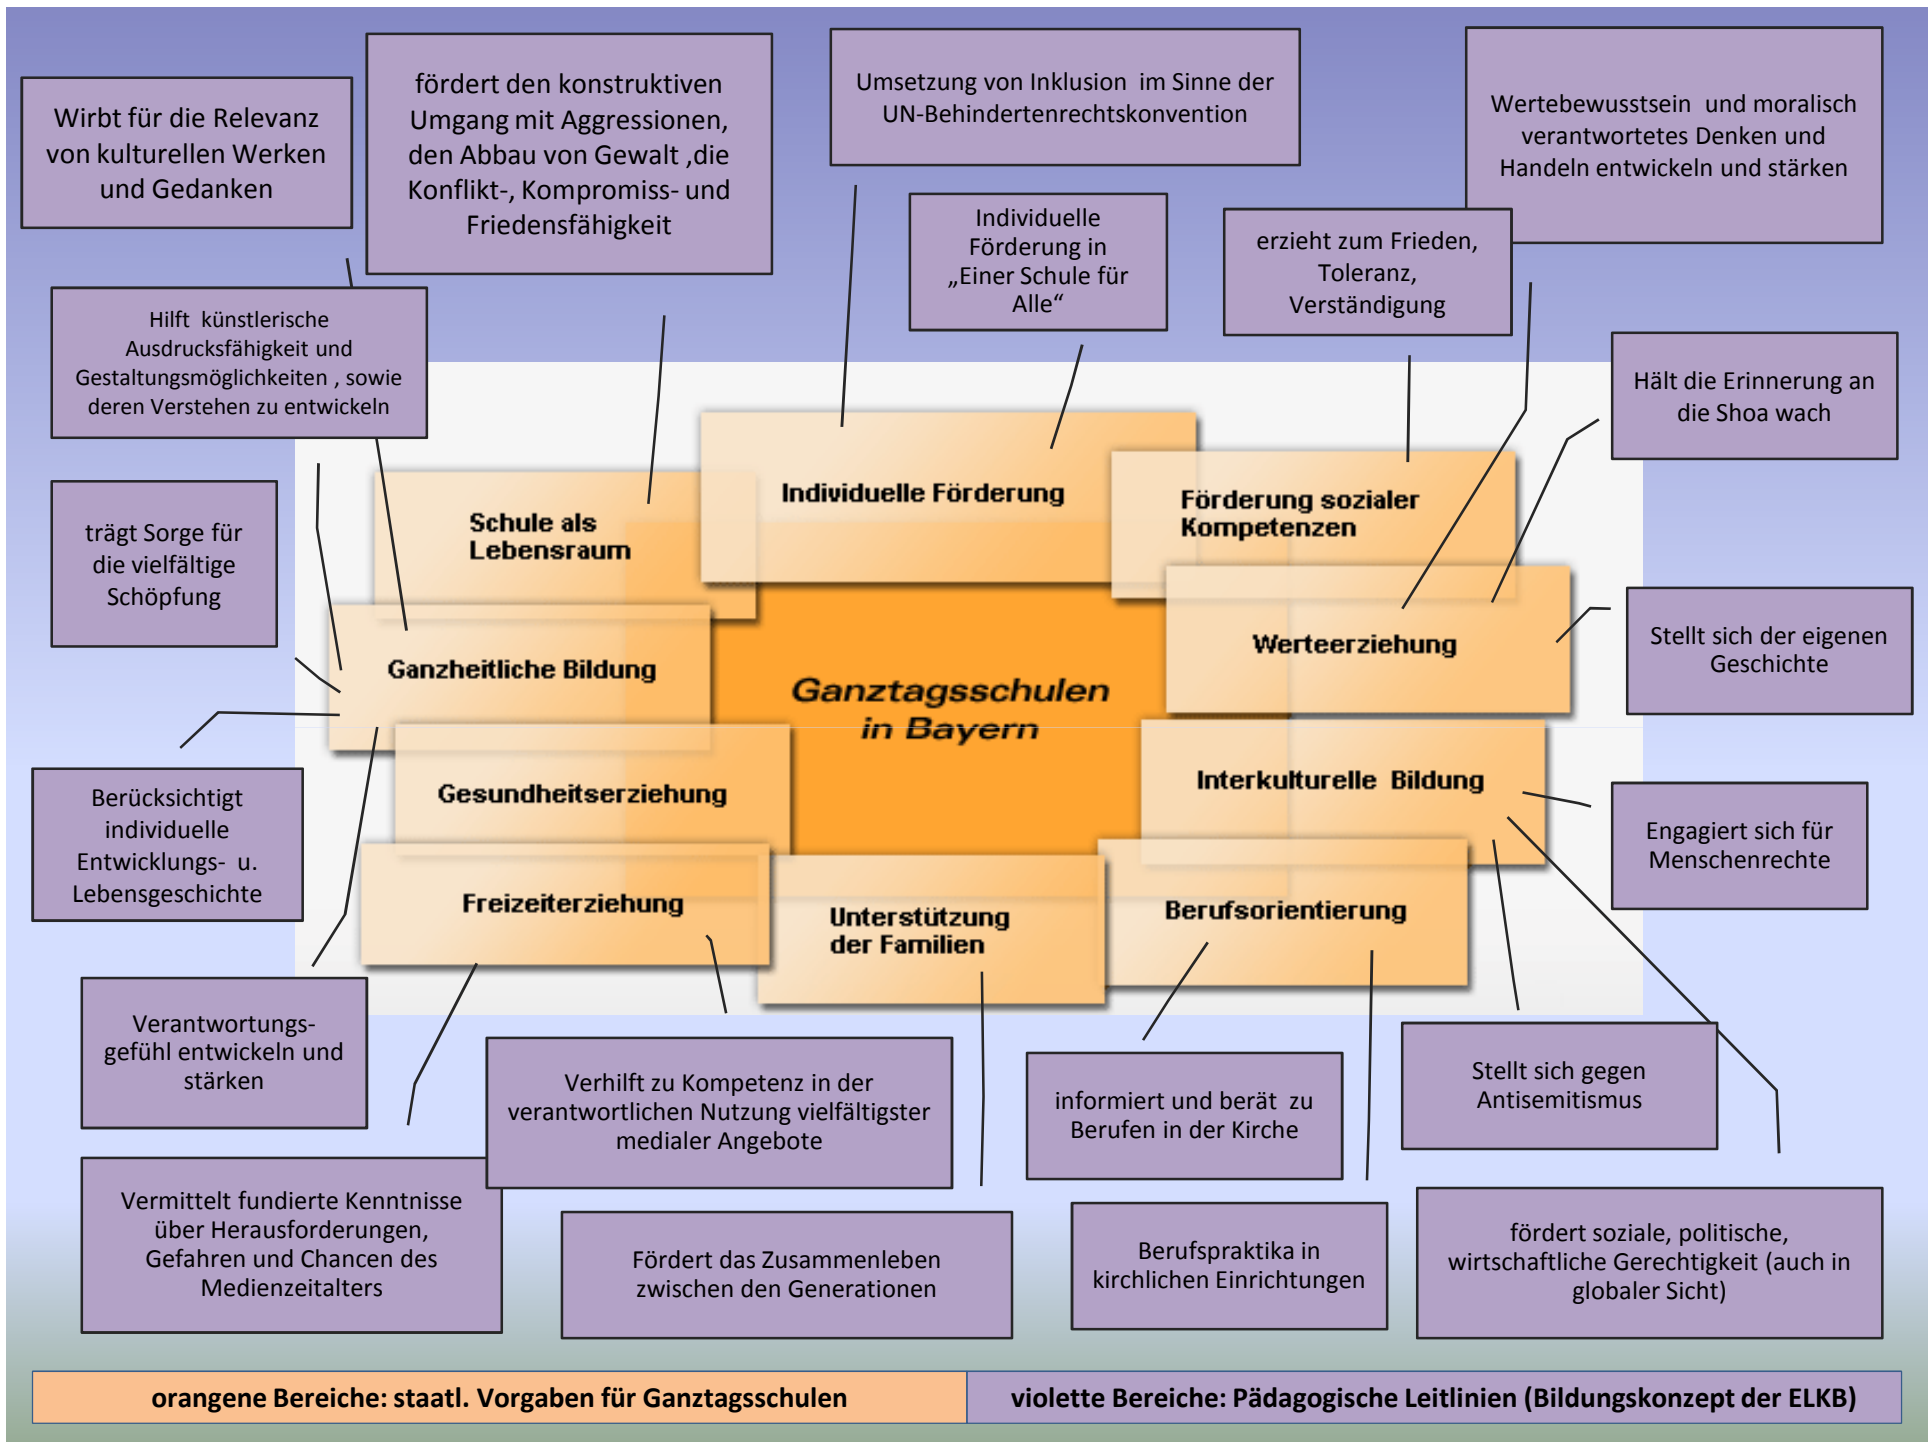 Wirbt für die Relevanz
von kulturellen Werken
und Gedanken
fördert den konstruktiven
Umgang mit Aggressionen,
den Abbau von Gewalt ,die
Konflikt-, Kompromiss- und
Friedensfähigkeit
Umsetzung von Inklusion im Sinne der
UN-Behindertenrechtskonvention
Wertebewusstsein und moralisch
verantwortetes Denken und
Handeln entwickeln und stärken
Individuelle
Förderung in
„Einer Schule für
Alle“
erzieht zum Frieden,
Toleranz,
Verständigung
Hilft künstlerische
Ausdrucksfähigkeit und
Gestaltungsmöglichkeiten , sowie
deren Verstehen zu entwickeln
Hält die Erinnerung an
die Shoa wach
trägt Sorge für
die vielfältige
Schöpfung
Schule als
Lebensraum
Individuelle Förderung
Förderung sozialer
Kompetenzen
Ganzheitliche Bildung
Werteerziehung
Stellt sich der eigenen
Geschichte
Ganztagsschulen
in Bayern
Berücksichtigt
individuelle
Entwicklungs- u.
Lebensgeschichte
Gesundheitserziehung
Interkulturelle Bildung
Engagiert sich für
Menschenrechte
Freizeiterziehung
Unterstützung
der Familien
Berufsorientierung
Verantwortungs-
gefühl entwickeln und
stärken
Verhilft zu Kompetenz in der
verantwortlichen Nutzung vielfältigster
medialer Angebote
informiert und berät zu
Berufen in der Kirche
Stellt sich gegen
Antisemitismus
Vermittelt fundierte Kenntnisse
über Herausforderungen,
Gefahren und Chancen des
Medienzeitalters
Fördert das Zusammenleben
zwischen den Generationen
Berufspraktika in
kirchlichen Einrichtungen
fördert soziale, politische,
wirtschaftliche Gerechtigkeit (auch in
globaler Sicht)
orangene Bereiche: staatl. Vorgaben für Ganztagsschulen
violette Bereiche: Pädagogische Leitlinien (Bildungskonzept der ELKB)